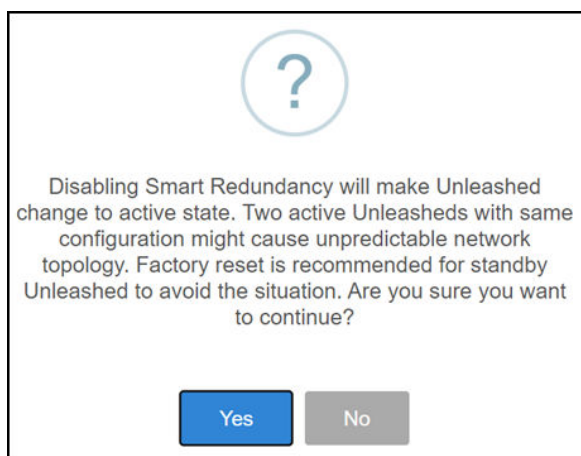 ?
Disabling Smart Redundancy will make Unleashed
change to active state. Two active Unleasheds with same
configuration might cause unpredictable network
topology. Factory reset is recommended for standby
Unleashed to avoid the situation. Are you sure you want
to continue?
Yes No